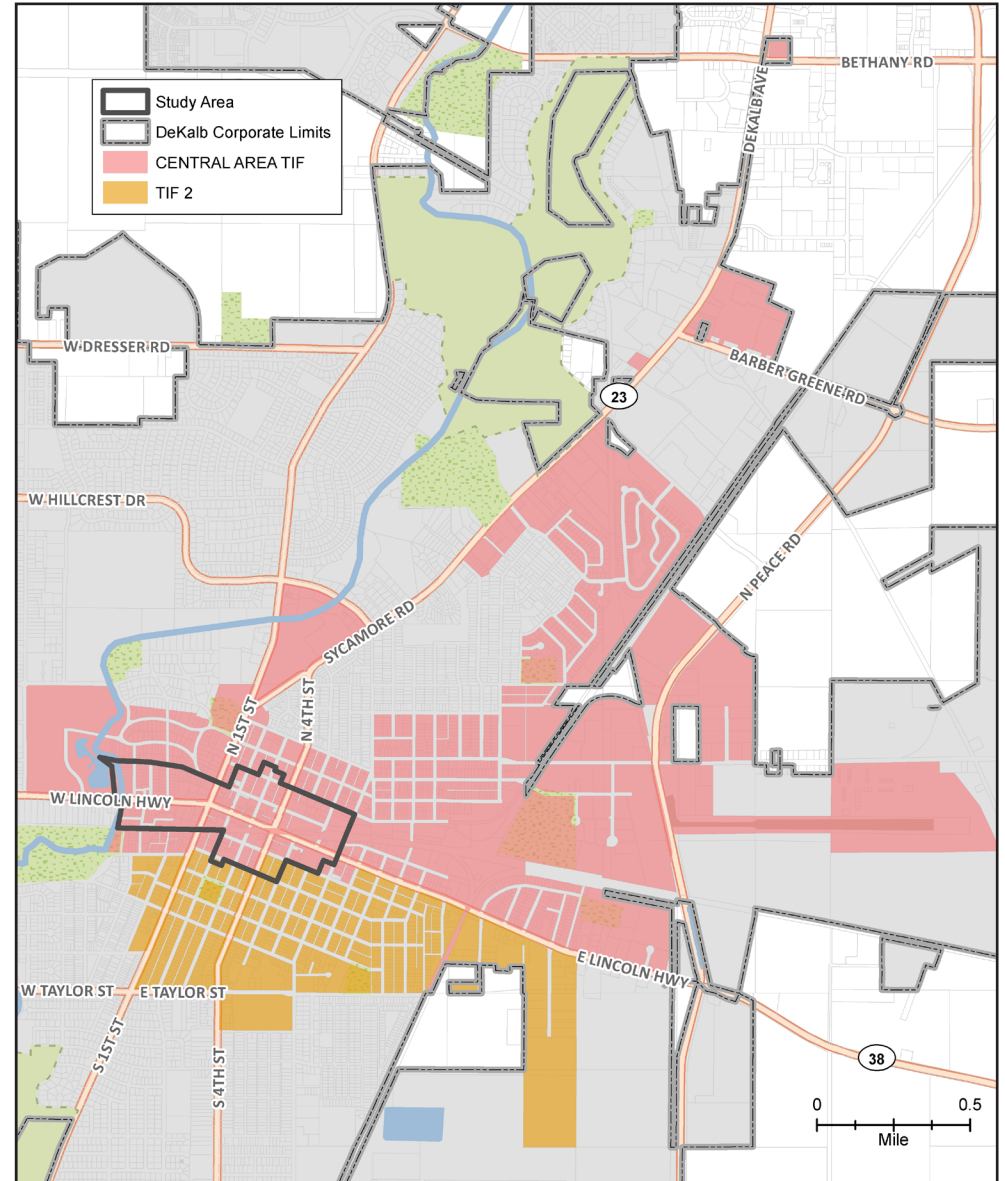 BETHANY RD
DEKALB AVE
Study Area
DeKalb Corporate Limits
CENTRAL AREA TIF
TIF 2
W DRESSER RD
BARBER GREENE RD
23
W HILLCREST DR
N PEACE RD
SYCAMORE RD
N 4TH ST
N 1ST ST
W LINCOLN HWY
E LINCOLN HWY
W TAYLOR ST
E TAYLOR ST
S 1ST ST
S 4TH ST
38
0
0.5
Mile